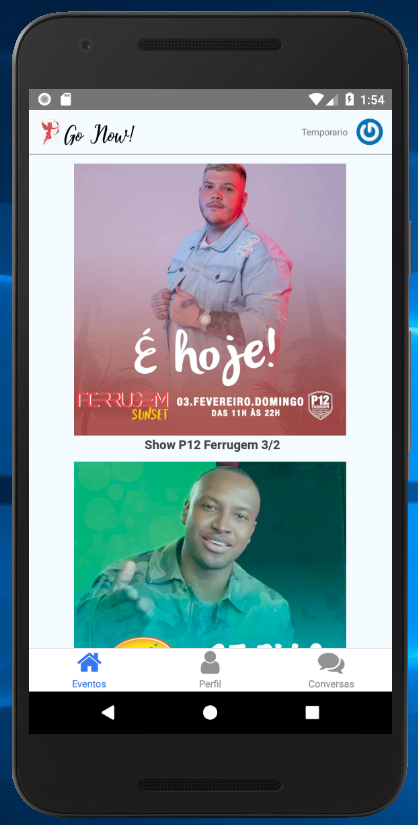 1:54
Go Now!
Temporario
É hoje!
FERRUGEM
SUNSET
03.FEVEREIRO.DOMINGO
DAS 11H ÀS 22H
P12
Show P12 Ferrugem 3/2
Eventos
Perfil
Conversas